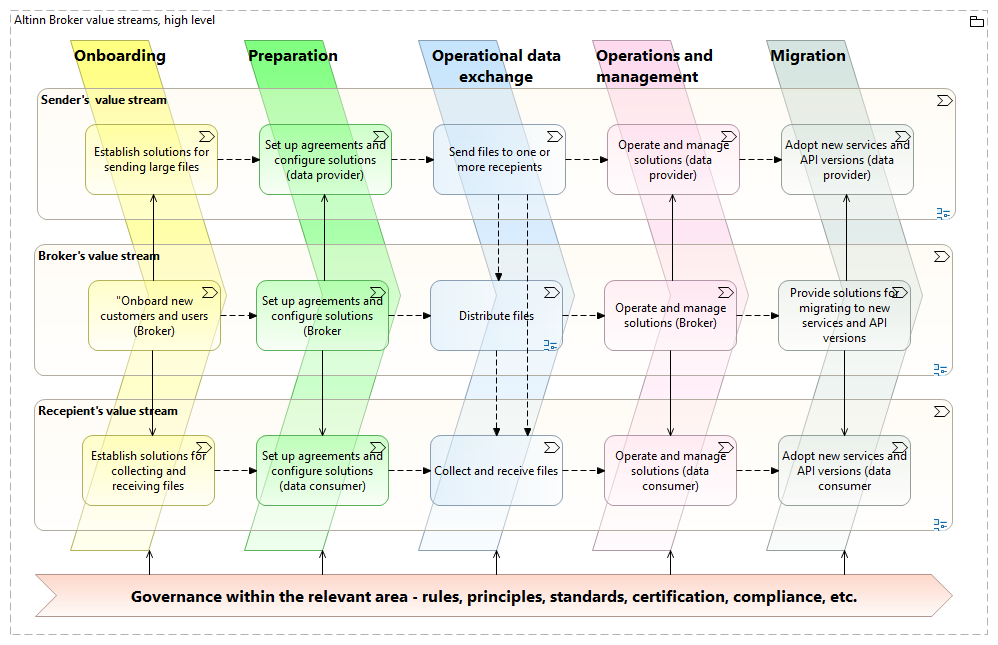 Altinn Broker value streams, high level
Onboarding
Preparation
Operational data
exchange
Operations and
management
Migration
Sender's  value stream
Establish solutions for
sending large files
Set up agreements and
configure solutions
(data provider)
Send files to one or
more recepients
Operate and manage
solutions (data
provider)
Adopt new services and
API versions (data
provider)
Broker's value stream
"Onboard new
customers and users
(Broker)
Set up agreements and
configure solutions
(Broker
Distribute files
Operate and manage
solutions (Broker)
Provide solutions for
migrating to new
services and API
versions
Recepient's value stream
Establish solutions for
collecting and
receiving files
Set up agreements and
configure solutions
(data consumer)
Collect and receive files
Operate and manage
solutions (data
consumer)
Adopt new services and
API versions (data
consumer
Governance within the relevant area - rules, principles, standards, certification, compliance, etc.